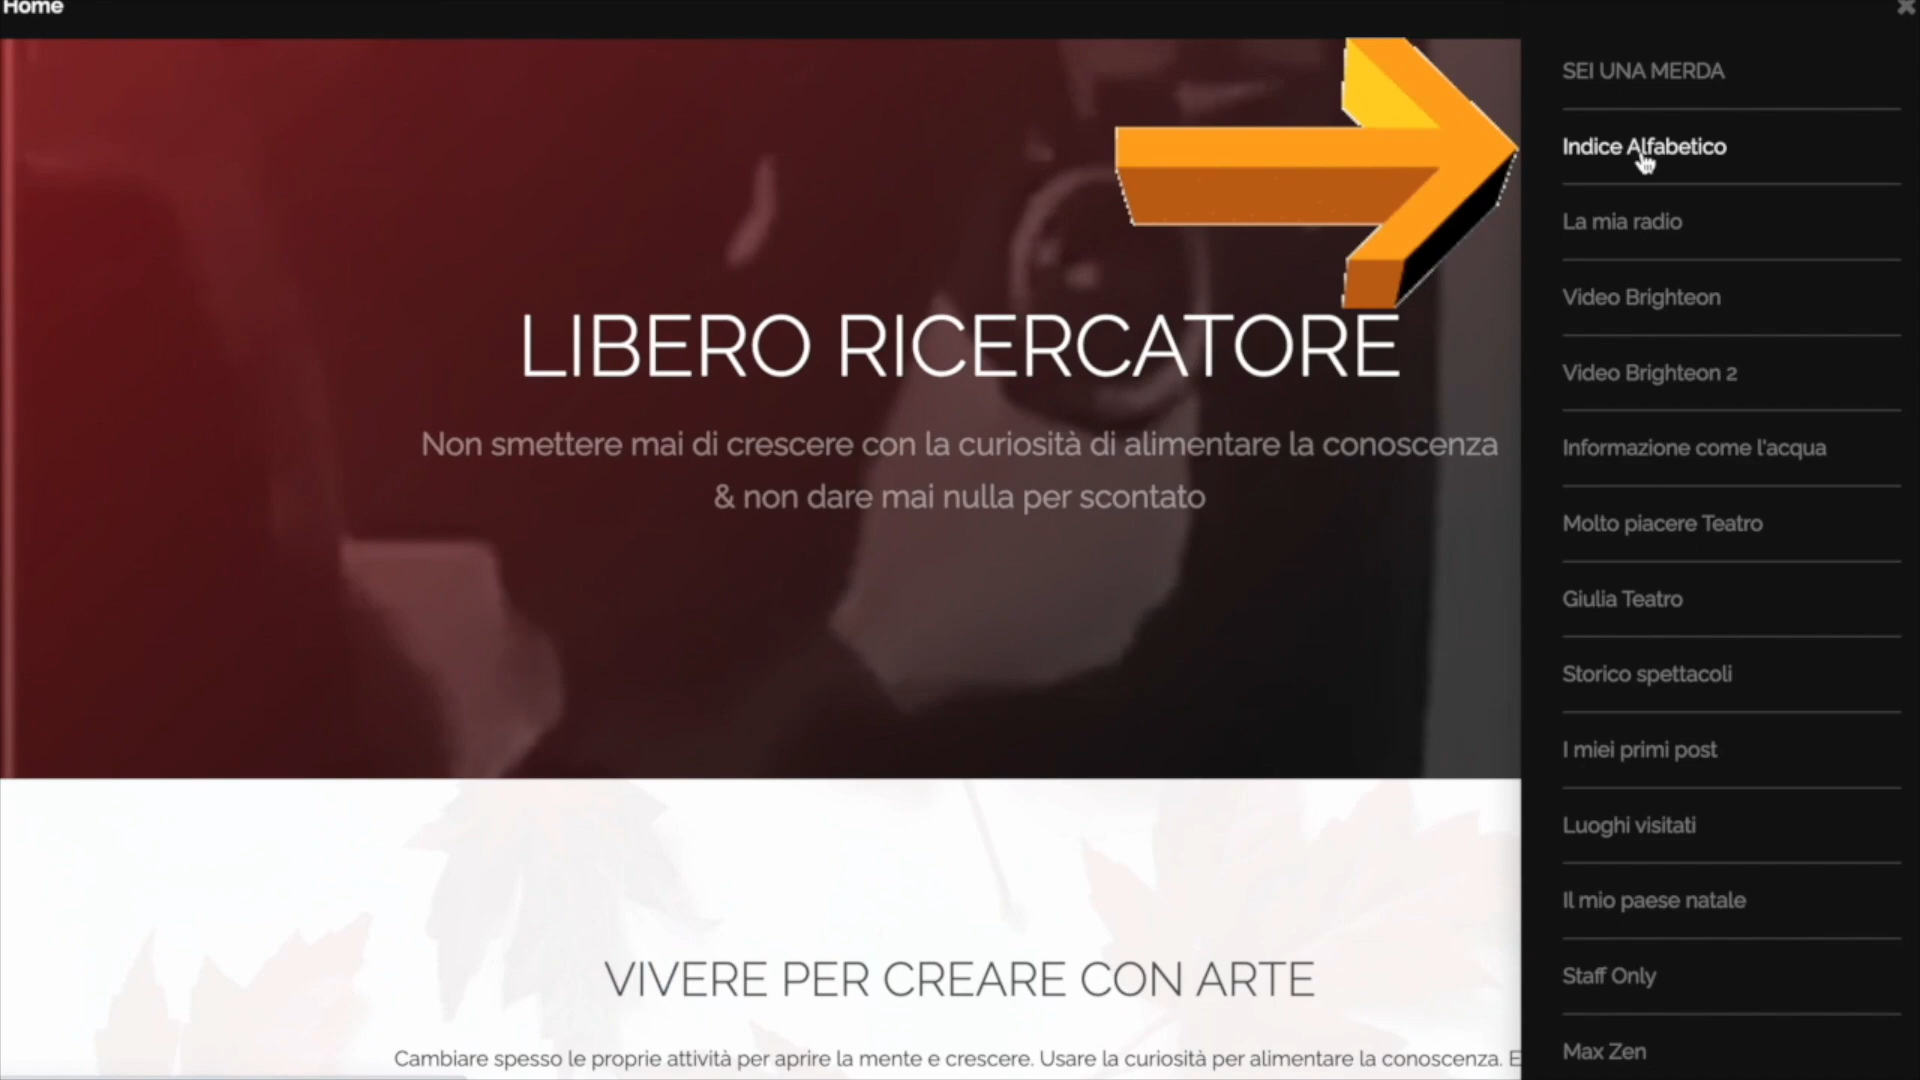 Home
LIBERO RICERCATORE
Non smettere mai di crescere con la curiosità di alimentare la conoscenza
& non dare mai nulla per scontato
VIVERE PER CREARE CON ARTE
Cambiare spesso le proprie attività per aprire la mente e crescere. Usare la curiosità per alimentare la conoscenza. E
SEI UNA MERDA
Indice Alfabetico
La mia radio
Video Brighteon
Video Brighteon 2
Informazione come l'acqua
Molto piacere Teatro
Giulia Teatro
Storico spettacoli
I miei primi post
Luoghi visitati
Il mio paese natale
Staff Only
Max Zen